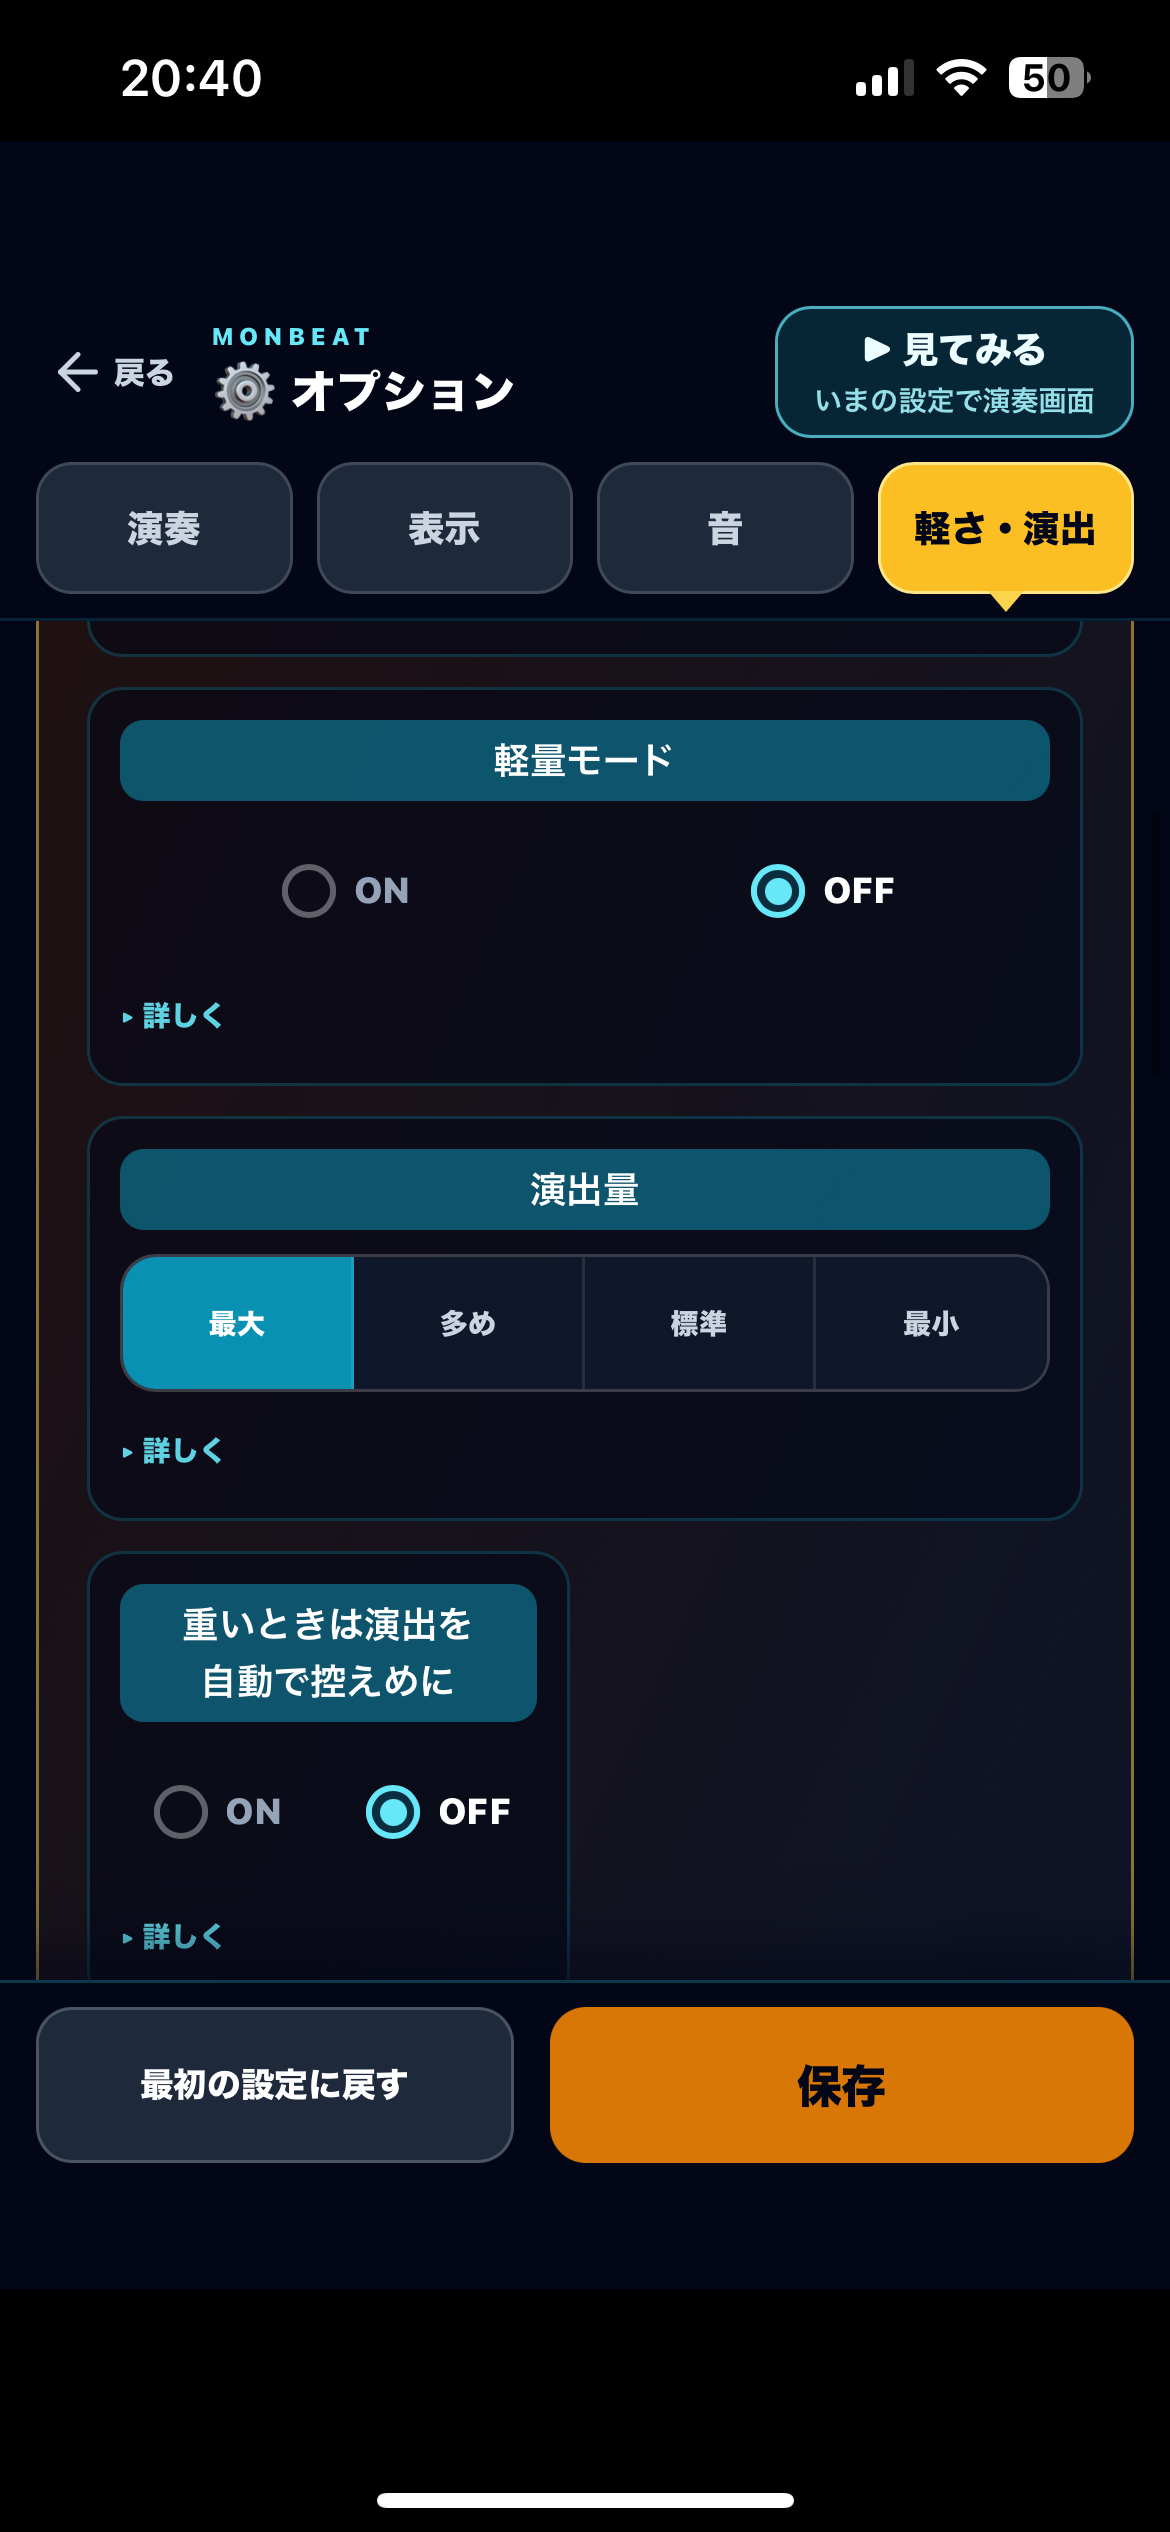 20:40
50
MONBEAT
戻る
オプション
▶ 見てみる
いまの設定で演奏画面
演奏
表示
音
軽さ・演出
軽量モード
ON
OFF
▸ 詳しく
演出量
最大
多め
標準
最小
▸ 詳しく
重いときは演出を
自動で控えめに
ON
OFF
▸ 詳しく
最初の設定に戻す
保存